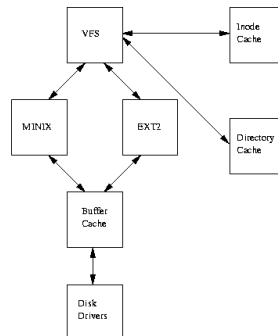 VFS
Inode
Cache
MINIX
EXT2
Directory
Cache
Buffer
Cache
Disk
Drivers